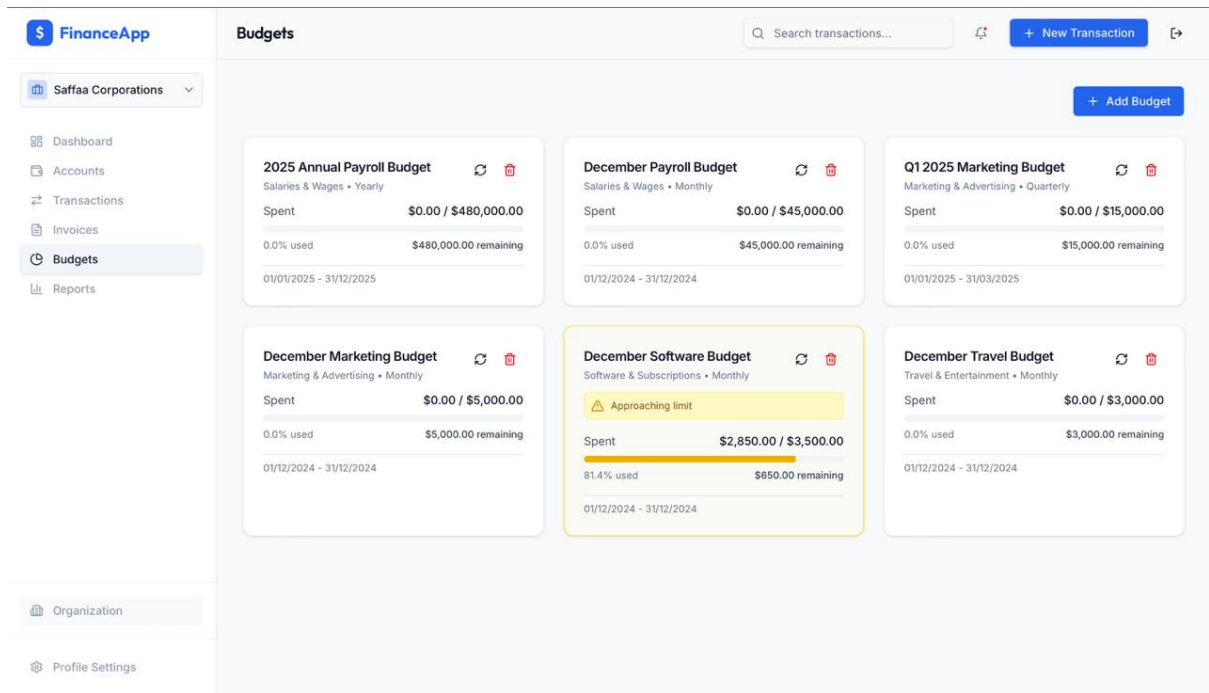 $ FinanceApp
Budgets
Search transactions...
+ New Transaction
Saffaa Corporations
Dashboard
Accounts
Transactions
Invoices
Budgets
Reports
Organization
Profile Settings
+ Add Budget
2025 Annual Payroll Budget
Salaries & Wages • Yearly
Spent $0.00 / $480,000.00
0.0% used $480,000.00 remaining
01/01/2025 - 31/12/2025
December Payroll Budget
Salaries & Wages • Monthly
Spent $0.00 / $45,000.00
0.0% used $45,000.00 remaining
01/12/2024 - 31/12/2024
Q1 2025 Marketing Budget
Marketing & Advertising • Quarterly
Spent $0.00 / $15,000.00
0.0% used $15,000.00 remaining
01/01/2025 - 31/03/2025
December Marketing Budget
Marketing & Advertising • Monthly
Spent $0.00 / $5,000.00
0.0% used $5,000.00 remaining
01/12/2024 - 31/12/2024
December Software Budget
Software & Subscriptions • Monthly
Approaching limit
Spent $2,850.00 / $3,500.00
81.4% used $650.00 remaining
01/12/2024 - 31/12/2024
December Travel Budget
Travel & Entertainment • Monthly
Spent $0.00 / $3,000.00
0.0% used $3,000.00 remaining
01/12/2024 - 31/12/2024